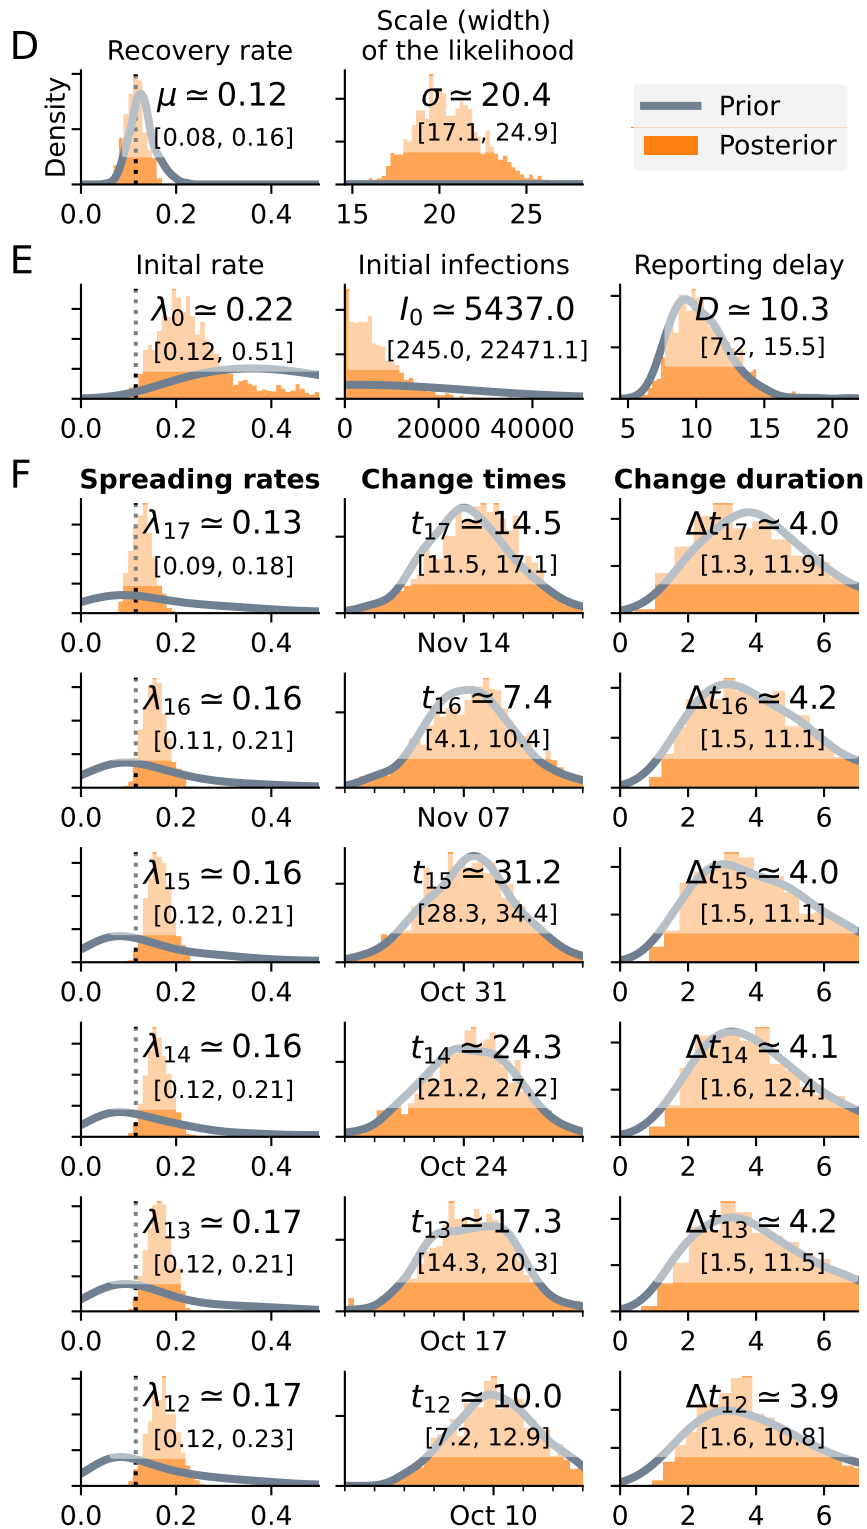 D
Recovery rate
Scale (width)
of the likelihood
Density
μ ≃ 0.12
[0.08, 0.16]
σ ≃ 20.4
[17.1, 24.9]
Prior
Posterior
0.0 0.2 0.4
15 20 25
E
Inital rate
Initial infections
Reporting delay
λ0 ≃ 0.22
[0.12, 0.51]
I0 ≃ 5437.0
[245.0, 22471.1]
D ≃ 10.3
[7.2, 15.5]
0.0 0.2 0.4
0 20000 40000
5 10 15 20
F
Spreading rates
Change times
Change duration
λ17 ≃ 0.13
[0.09, 0.18]
t17 ≃ 14.5
[11.5, 17.1]
Δt17 ≃ 4.0
[1.3, 11.9]
0.0 0.2 0.4
Nov 14
0 2 4 6
λ16 ≃ 0.16
[0.11, 0.21]
t16 ≃ 7.4
[4.1, 10.4]
Δt16 ≃ 4.2
[1.5, 11.1]
0.0 0.2 0.4
Nov 07
0 2 4 6
λ15 ≃ 0.16
[0.12, 0.21]
t15 ≃ 31.2
[28.3, 34.4]
Δt15 ≃ 4.0
[1.5, 11.1]
0.0 0.2 0.4
Oct 31
0 2 4 6
λ14 ≃ 0.16
[0.12, 0.21]
t14 ≃ 24.3
[21.2, 27.2]
Δt14 ≃ 4.1
[1.6, 12.4]
0.0 0.2 0.4
Oct 24
0 2 4 6
λ13 ≃ 0.17
[0.12, 0.21]
t13 ≃ 17.3
[14.3, 20.3]
Δt13 ≃ 4.2
[1.5, 11.5]
0.0 0.2 0.4
Oct 17
0 2 4 6
λ12 ≃ 0.17
[0.12, 0.23]
t12 ≃ 10.0
[7.2, 12.9]
Δt12 ≃ 3.9
[1.6, 10.8]
0.0 0.2 0.4
Oct 10
0 2 4 6